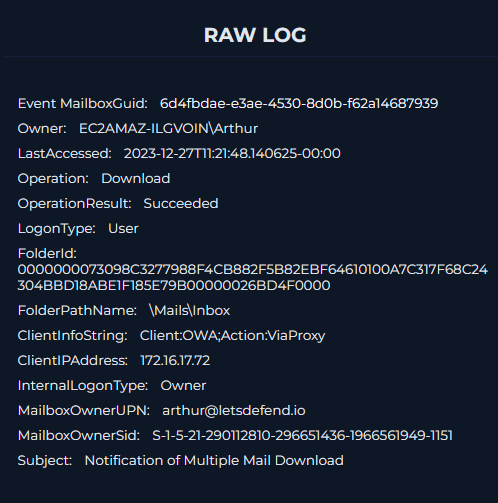 RAW LOG
Event MailboxGuid: 6d4fbdae-e3ae-4530-8d0b-f62a14687939
Owner: EC2AMAZ-ILGVOIN\Arthur
LastAccessed: 2023-12-27T11:21:48.140625-00:00
Operation: Download
OperationResult: Succeeded
LogonType: User
FolderId:
0000000073098C3277988F4CB882F5B82EBF64610100A7C317F68C24
304BBD18ABE1F185E79B00000026BD4F0000
FolderPathName: \Mails\Inbox
ClientInfoString: Client:OWA;Action:ViaProxy
ClientIPAddress: 172.16.17.72
InternalLogonType: Owner
MailboxOwnerUPN: arthur@letsdefend.io
MailboxOwnerSid: S-1-5-21-290112810-296651436-1966561949-1151
Subject: Notification of Multiple Mail Download